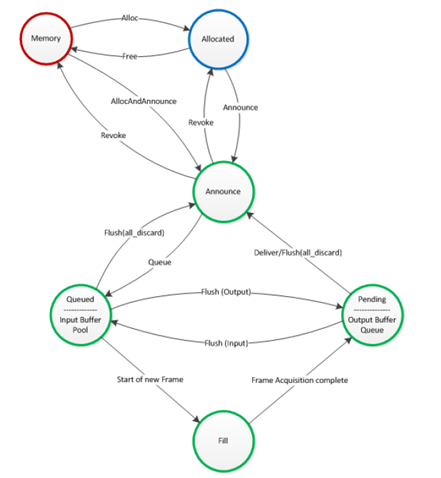 Alloc
Memory
Allocated
Free
AllocAndAnnounce
Announce
Revoke
Revoke
Announce
Flush(all_discard)
Deliver/Flush(all_discard)
Queue
Queued
-------------
Input Buffer
Pool
Flush (Output)
Pending
-------------
Output Buffer
Queue
Flush (Input)
Start of new Frame
Frame Acquisition complete
Fill